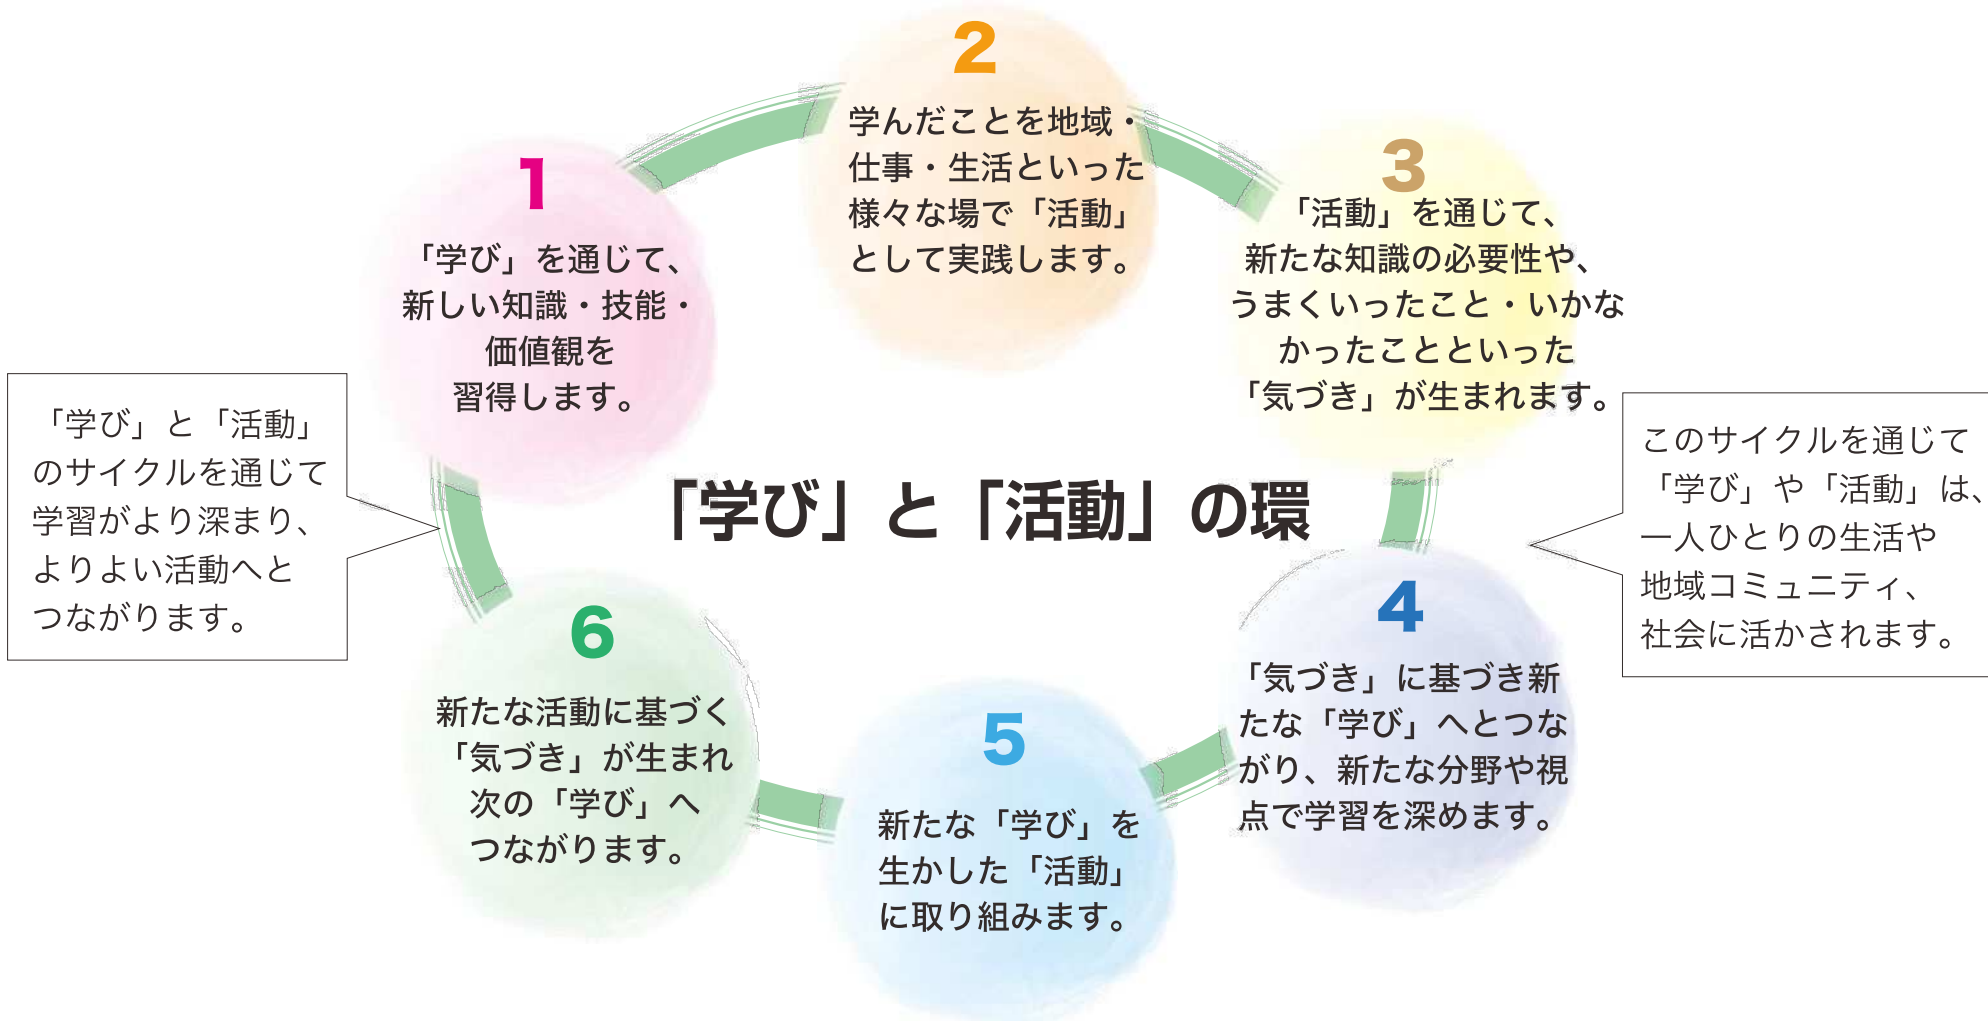 1
「学び」を通じて、
新しい知識・技能・
価値観を
習得します。
2
学んだことを地域・
仕事・生活といった
様々な場で「活動」
として実践します。
3
「活動」を通じて、
新たな知識の必要性や、
うまくいったこと・いかな
かったことといった
「気づき」が生まれます。
「学び」と「活動」の環
4
「気づき」に基づき新
たな「学び」へとつな
がり、新たな分野や視
点で学習を深めます。
5
新たな「学び」を
生かした「活動」
に取り組みます。
6
新たな活動に基づく
「気づき」が生まれ
次の「学び」へ
つながります。
「学び」と「活動」
のサイクルを通じて
学習がより深まり、
よりよい活動へと
つながります。
このサイクルを通じて
「学び」や「活動」は、
一人ひとりの生活や
地域コミュニティ、
社会に活かされます。